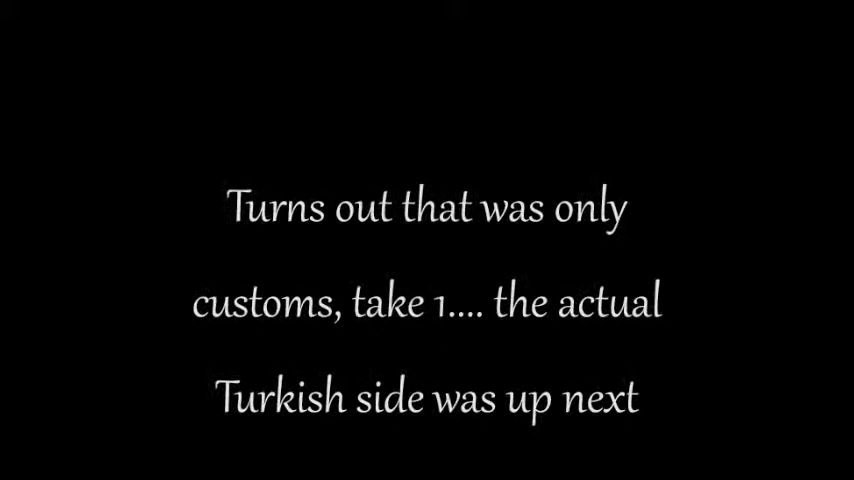 Turns out that was only
customs, take 1.... the actual
Turkish side was up next